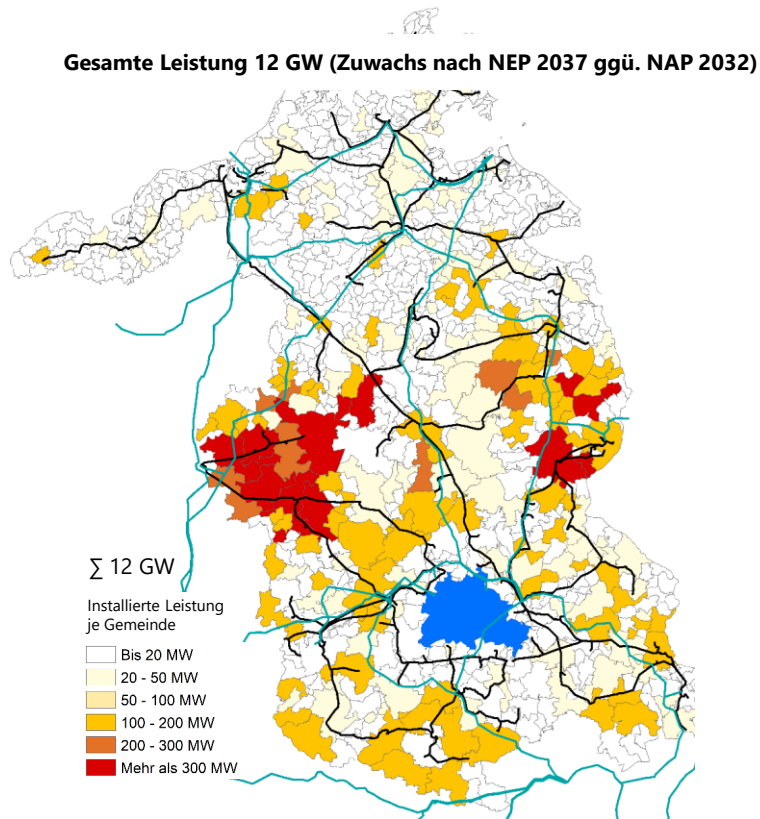 Gesamte Leistung 12 GW (Zuwachs nach NEP 2037 ggü. NAP 2032)
∑ 12 GW
Installierte Leistung
je Gemeinde
Bis 20 MW
20 - 50 MW
50 - 100 MW
100 - 200 MW
200 - 300 MW
Mehr als 300 MW